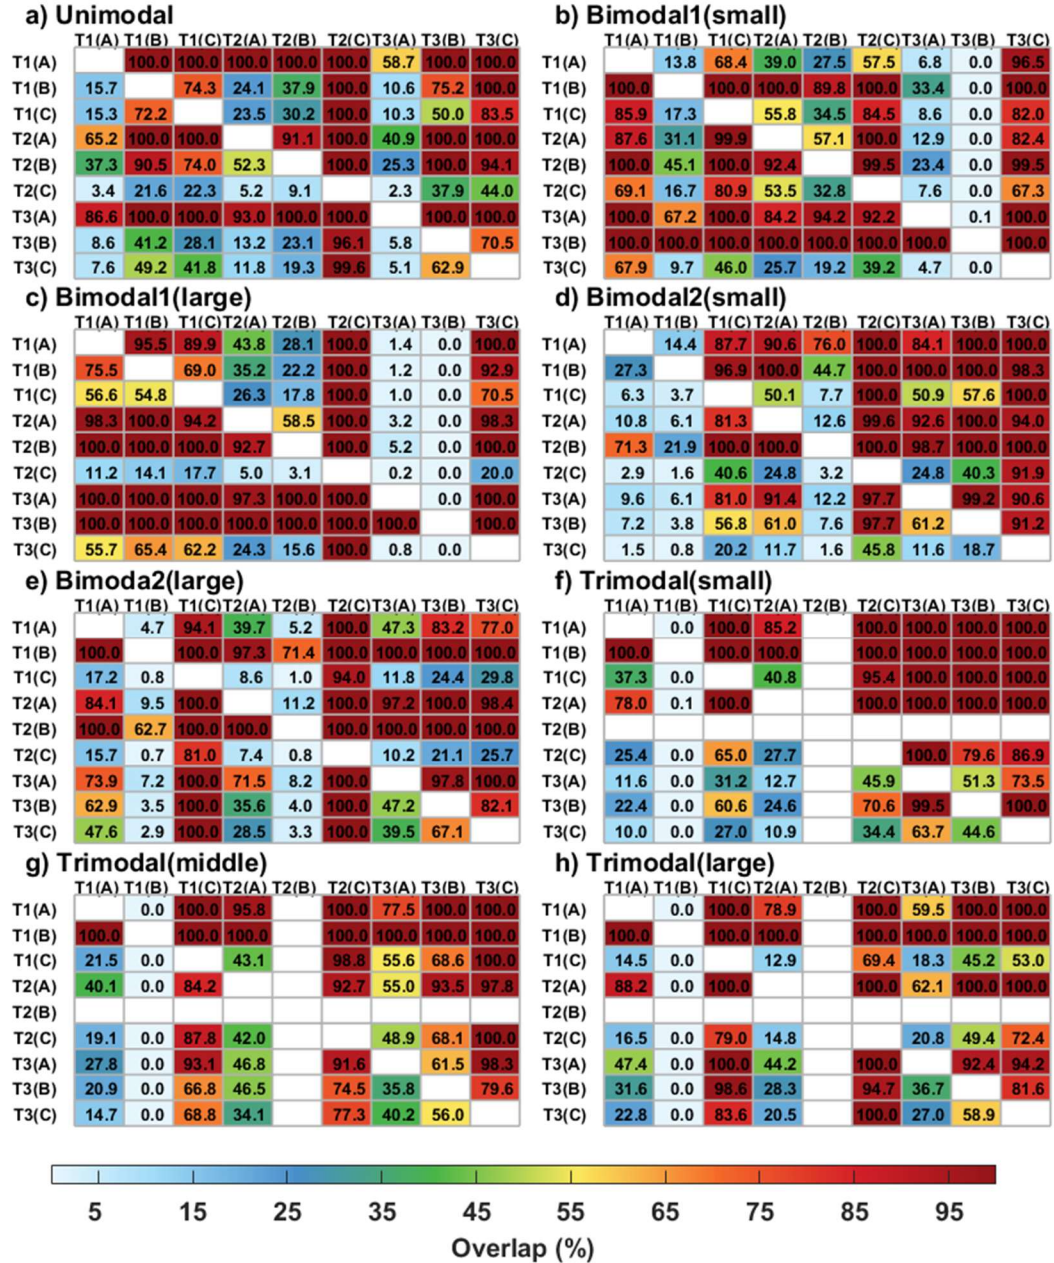 a) Unimodal
T1(A) T1(B) T1(C) T2(A) T2(B) T2(C) T3(A) T3(B) T3(C)
T1(A) 100.0 100.0 100.0 100.0 100.0 58.7 100.0 100.0
T1(B) 15.7 74.3 24.1 37.9 100.0 10.6 75.2 100.0
T1(C) 15.3 72.2 23.5 30.2 100.0 10.3 50.0 83.5
T2(A) 65.2 100.0 100.0 91.1 100.0 40.9 100.0 100.0
T2(B) 37.3 90.5 74.0 52.3 100.0 25.3 100.0 94.1
T2(C) 3.4 21.6 22.3 5.2 9.1 2.3 37.9 44.0
T3(A) 86.6 100.0 100.0 93.0 100.0 100.0 100.0 100.0
T3(B) 8.6 41.2 28.1 13.2 23.1 96.1 5.8 70.5
T3(C) 7.6 49.2 41.8 11.8 19.3 99.6 5.1 62.9
b) Bimodal1(small)
T1(A) T1(B) T1(C) T2(A) T2(B) T2(C) T3(A) T3(B) T3(C)
T1(A) 13.8 68.4 39.0 27.5 57.5 6.8 0.0 96.5
T1(B) 100.0 100.0 100.0 89.8 100.0 33.4 0.0 100.0
T1(C) 85.9 17.3 55.8 34.5 84.5 8.6 0.0 82.0
T2(A) 87.6 31.1 99.9 57.1 100.0 12.9 0.0 82.4
T2(B) 100.0 45.1 100.0 92.4 99.5 23.4 0.0 99.5
T2(C) 69.1 16.7 80.9 53.5 32.8 7.6 0.0 67.3
T3(A) 100.0 67.2 100.0 84.2 94.2 92.2 0.1 100.0
T3(B) 100.0 100.0 100.0 100.0 100.0 100.0 100.0 100.0
T3(C) 67.9 9.7 46.0 25.7 19.2 39.2 4.7 0.0
c) Bimodal1(large)
T1(A) T1(B) T1(C) T2(A) T2(B) T2(C) T3(A) T3(B) T3(C)
T1(A) 95.5 89.9 43.8 28.1 100.0 1.4 0.0 100.0
T1(B) 75.5 69.0 35.2 22.2 100.0 1.2 0.0 92.9
T1(C) 56.6 54.8 26.3 17.8 100.0 1.0 0.0 70.5
T2(A) 98.3 100.0 94.2 58.5 100.0 3.2 0.0 98.3
T2(B) 100.0 100.0 100.0 92.7 100.0 5.2 0.0 100.0
T2(C) 11.2 14.1 17.7 5.0 3.1 0.2 0.0 20.0
T3(A) 100.0 100.0 100.0 97.3 100.0 100.0 0.0 100.0
T3(B) 100.0 100.0 100.0 100.0 100.0 100.0 100.0 100.0
T3(C) 55.7 65.4 62.2 24.3 15.6 100.0 0.8 0.0
d) Bimodal2(small)
T1(A) T1(B) T1(C) T2(A) T2(B) T2(C) T3(A) T3(B) T3(C)
T1(A) 14.4 87.7 90.6 76.0 100.0 84.1 100.0 100.0
T1(B) 27.3 96.9 100.0 44.7 100.0 100.0 100.0 98.3
T1(C) 6.3 3.7 50.1 7.7 100.0 50.9 57.6 100.0
T2(A) 10.8 6.1 81.3 12.6 99.6 92.6 100.0 94.0
T2(B) 71.3 21.9 100.0 100.0 100.0 98.7 100.0 100.0
T2(C) 2.9 1.6 40.6 24.8 3.2 24.8 40.3 91.9
T3(A) 9.6 6.1 81.0 91.4 12.2 97.7 99.2 90.6
T3(B) 7.2 3.8 56.8 61.0 7.6 97.7 61.2 91.2
T3(C) 1.5 0.8 20.2 11.7 1.6 45.8 11.6 18.7
e) Bimoda2(large)
T1(A) T1(B) T1(C) T2(A) T2(B) T2(C) T3(A) T3(B) T3(C)
T1(A) 4.7 94.1 39.7 5.2 100.0 47.3 83.2 77.0
T1(B) 100.0 100.0 97.3 71.4 100.0 100.0 100.0 100.0
T1(C) 17.2 0.8 8.6 1.0 94.0 11.8 24.4 29.8
T2(A) 84.1 9.5 100.0 11.2 100.0 97.2 100.0 98.4
T2(B) 100.0 62.7 100.0 100.0 100.0 100.0 100.0 100.0
T2(C) 15.7 0.7 81.0 7.4 0.8 10.2 21.1 25.7
T3(A) 73.9 7.2 100.0 71.5 8.2 100.0 97.8 100.0
T3(B) 62.9 3.5 100.0 35.6 4.0 100.0 47.2 82.1
T3(C) 47.6 2.9 100.0 28.5 3.3 100.0 39.5 67.1
f) Trimodal(small)
T1(A) T1(B) T1(C) T2(A) T2(B) T2(C) T3(A) T3(B) T3(C)
T1(A) 0.0 100.0 85.2 100.0 100.0 100.0 100.0
T1(B) 100.0 100.0 100.0 100.0 100.0 100.0 100.0
T1(C) 37.3 0.0 40.8 95.4 100.0 100.0 100.0
T2(A) 78.0 0.1 100.0 100.0 100.0 100.0 100.0
T2(B)
T2(C) 25.4 0.0 65.0 27.7 100.0 79.6 86.9
T3(A) 11.6 0.0 31.2 12.7 45.9 51.3 73.5
T3(B) 22.4 0.0 60.6 24.6 70.6 99.5 100.0
T3(C) 10.0 0.0 27.0 10.9 34.4 63.7 44.6
g) Trimodal(middle)
T1(A) T1(B) T1(C) T2(A) T2(B) T2(C) T3(A) T3(B) T3(C)
T1(A) 0.0 100.0 95.8 100.0 77.5 100.0 100.0
T1(B) 100.0 100.0 100.0 100.0 100.0 100.0 100.0
T1(C) 21.5 0.0 43.1 98.8 55.6 68.6 100.0
T2(A) 40.1 0.0 84.2 92.7 55.0 93.5 97.8
T2(B)
T2(C) 19.1 0.0 87.8 42.0 48.9 68.1 100.0
T3(A) 27.8 0.0 93.1 46.8 91.6 61.5 98.3
T3(B) 20.9 0.0 66.8 46.5 74.5 35.8 79.6
T3(C) 14.7 0.0 68.8 34.1 77.3 40.2 56.0
h) Trimodal(large)
T1(A) T1(B) T1(C) T2(A) T2(B) T2(C) T3(A) T3(B) T3(C)
T1(A) 0.0 100.0 78.9 100.0 59.5 100.0 100.0
T1(B) 100.0 100.0 100.0 100.0 100.0 100.0 100.0
T1(C) 14.5 0.0 12.9 69.4 18.3 45.2 53.0
T2(A) 88.2 0.0 100.0 100.0 62.1 100.0 100.0
T2(B)
T2(C) 16.5 0.0 79.0 14.8 20.8 49.4 72.4
T3(A) 47.4 0.0 100.0 44.2 100.0 92.4 94.2
T3(B) 31.6 0.0 98.6 28.3 94.7 36.7 81.6
T3(C) 22.8 0.0 83.6 20.5 100.0 27.0 58.9
5 15 25 35 45 55 65 75 85 95
Overlap (%)